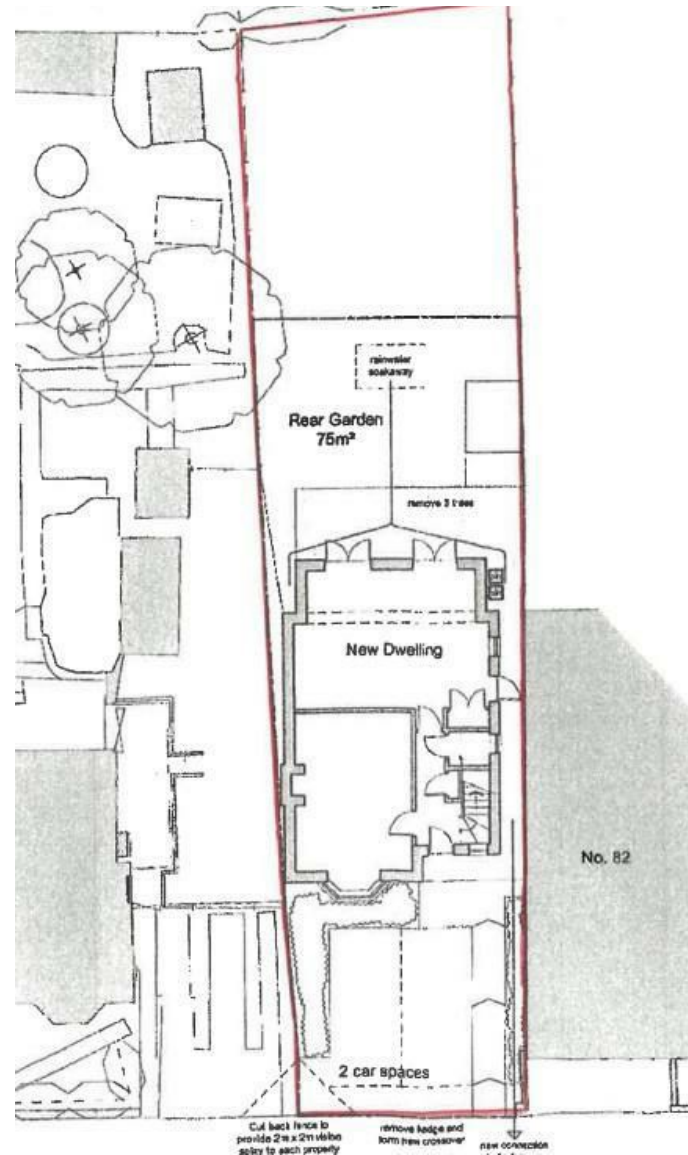 rainwater
soakaway
Rear Garden
75m²
remove 3 trees
New Dwelling
No. 82
2 car spaces
Cut back fence to
provide 2m x 2m vision
splay to each property
remove hedge and
form new crossover
new connection